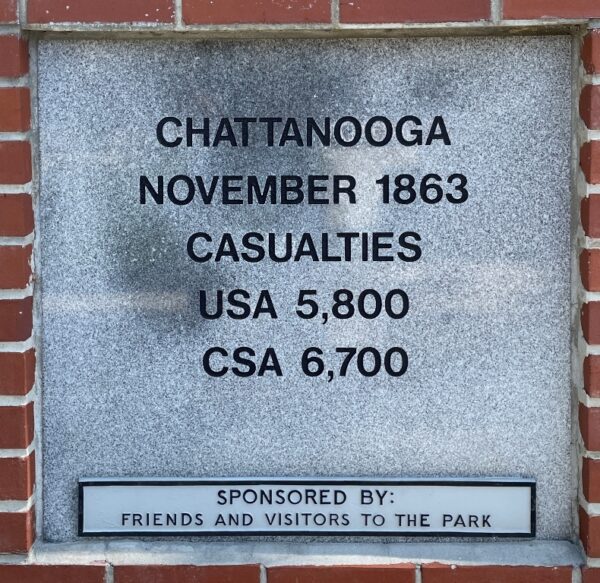 CHATTANOOGA
NOVEMBER 1863
CASUALTIES
USA 5,800
CSA 6,700
SPONSORED BY:
FRIENDS AND VISITORS TO THE PARK